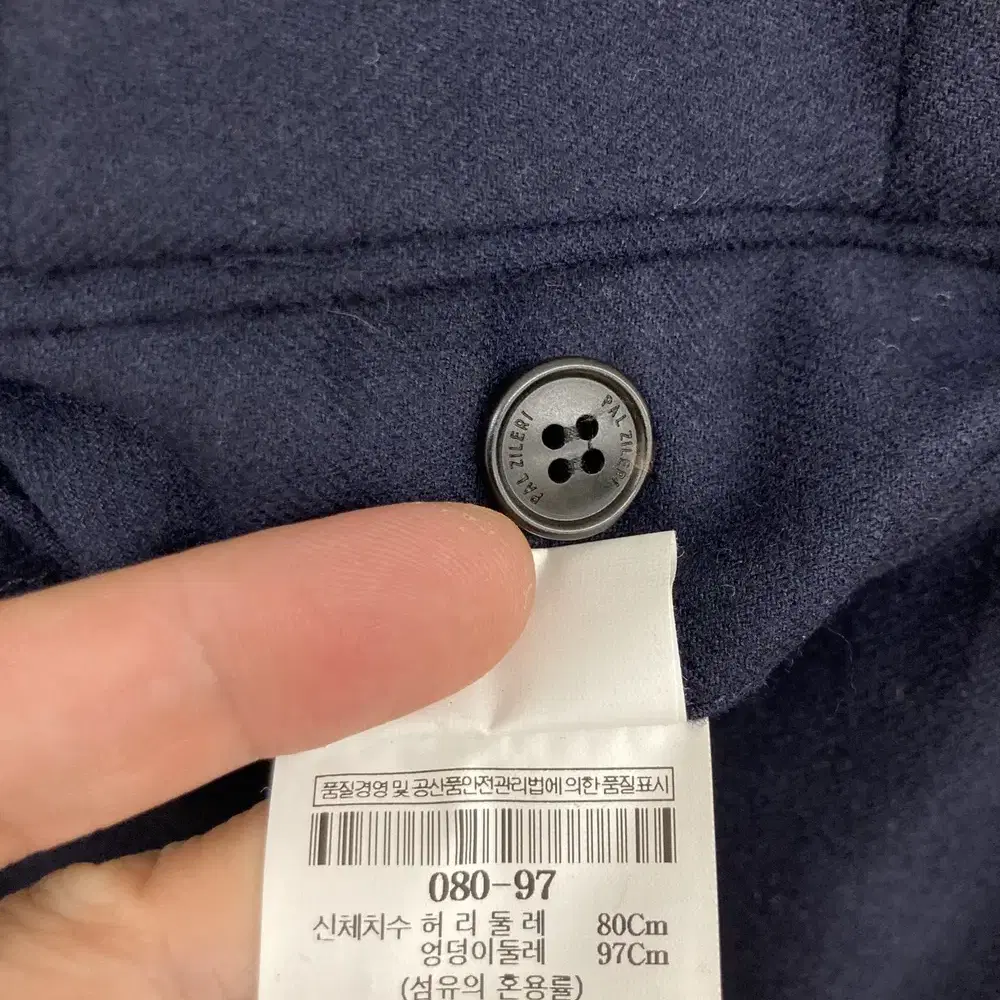 PAL ZILERI
PAL ZILERI
품질경영 및 공산품안전관리법에 의한 품질표시
080-97
신체치수 허 리 둘 레 80Cm
엉덩이둘레 97Cm
(섬유의 혼용률)